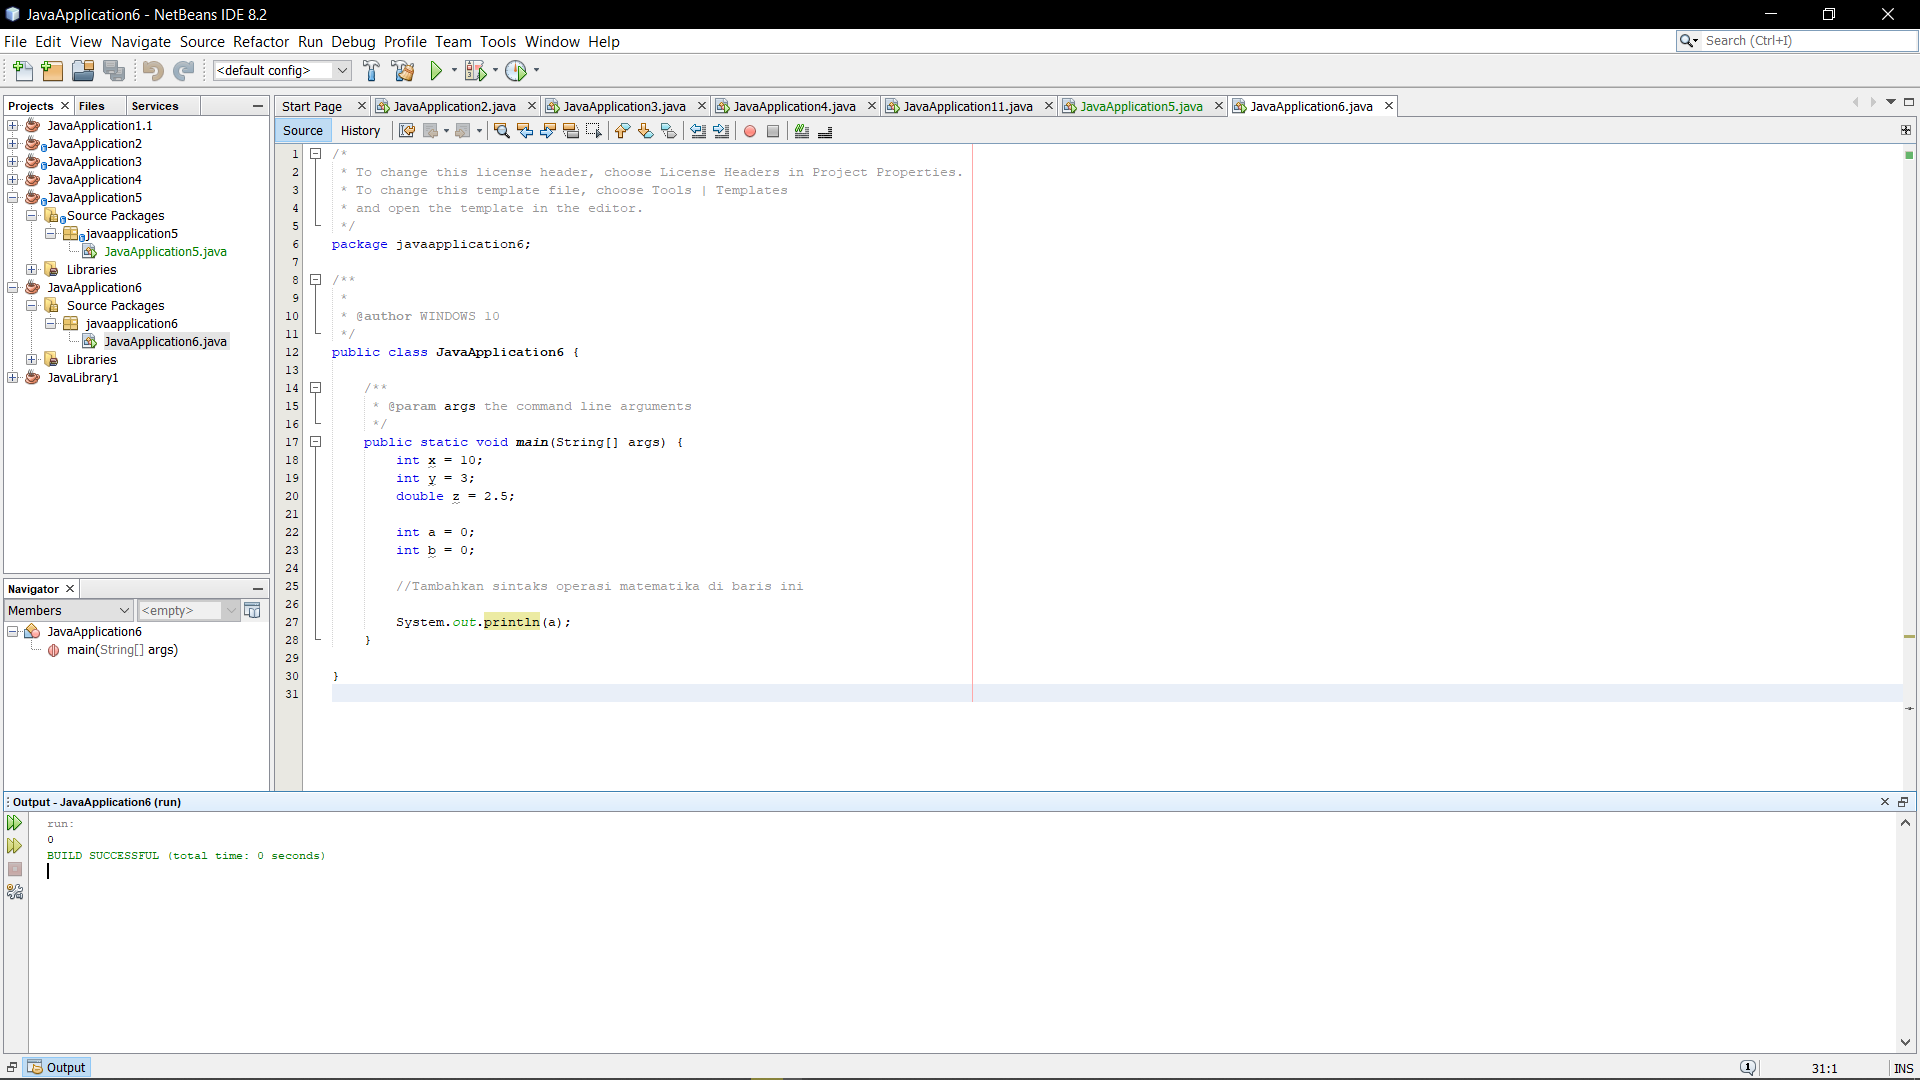 JavaApplication6 - NetBeans IDE 8.2
File Edit View Navigate Source Refactor Run Debug Profile Team Tools Window Help
Search (Ctrl+I)
<default config>
Projects Files Services
JavaApplication1.1
JavaApplication2
JavaApplication3
JavaApplication4
JavaApplication5
Source Packages
javaapplication5
JavaApplication5.java
Libraries
JavaApplication6
Source Packages
javaapplication6
JavaApplication6.java
Libraries
JavaLibrary1
Navigator
Members <empty>
JavaApplication6
main(String[] args)
Start Page JavaApplication2.java JavaApplication3.java JavaApplication4.java JavaApplication11.java JavaApplication5.java JavaApplication6.java
Source History
1 /*
2 * To change this license header, choose License Headers in Project Properties.
3 * To change this template file, choose Tools | Templates
4 * and open the template in the editor.
5 */
6 package javaapplication6;
7
8 /**
9 *
10 * @author WINDOWS 10
11 */
12 public class JavaApplication6 {
13
14 /**
15 * @param args the command line arguments
16 */
17 public static void main(String[] args) {
18 int x = 10;
19 int y = 3;
20 double z = 2.5;
21
22 int a = 0;
23 int b = 0;
24
25 //Tambahkan sintaks operasi matematika di baris ini
26
27 System.out.println(a);
28 }
29
30 }
31
Output - JavaApplication6 (run)
run:
0
BUILD SUCCESSFUL (total time: 0 seconds)
Output
1
31:1
INS